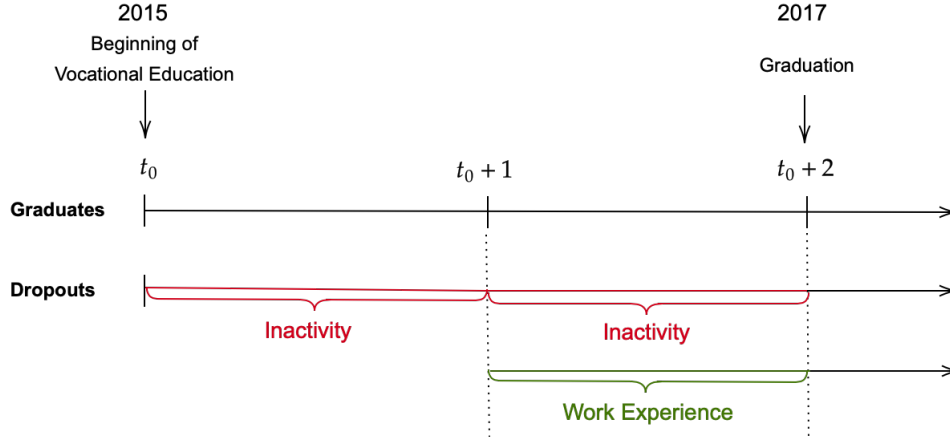 2015
2017
Beginning of
Vocational Education
Graduation
t₀
t₀ + 1
t₀ + 2
Graduates
Dropouts
Inactivity
Inactivity
Work Experience